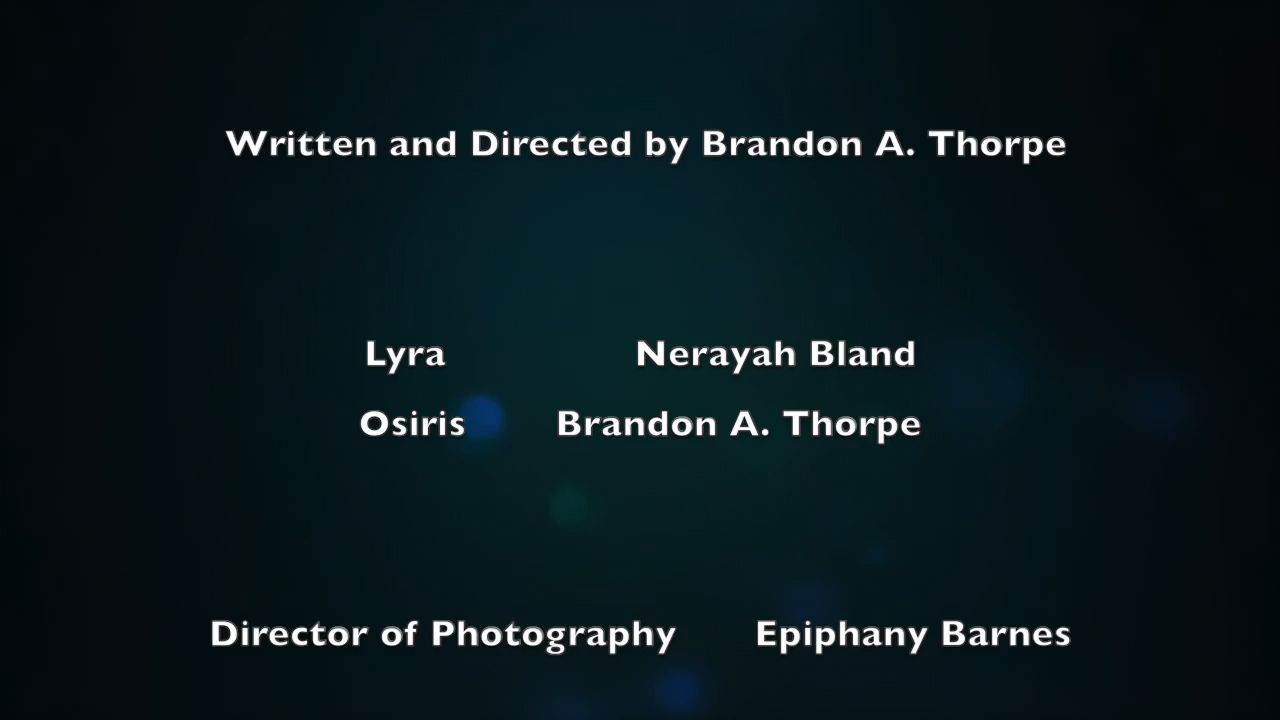 Written and Directed by Brandon A. Thorpe
Lyra Nerayah Bland
Osiris Brandon A. Thorpe
Director of Photography Epiphany Barnes